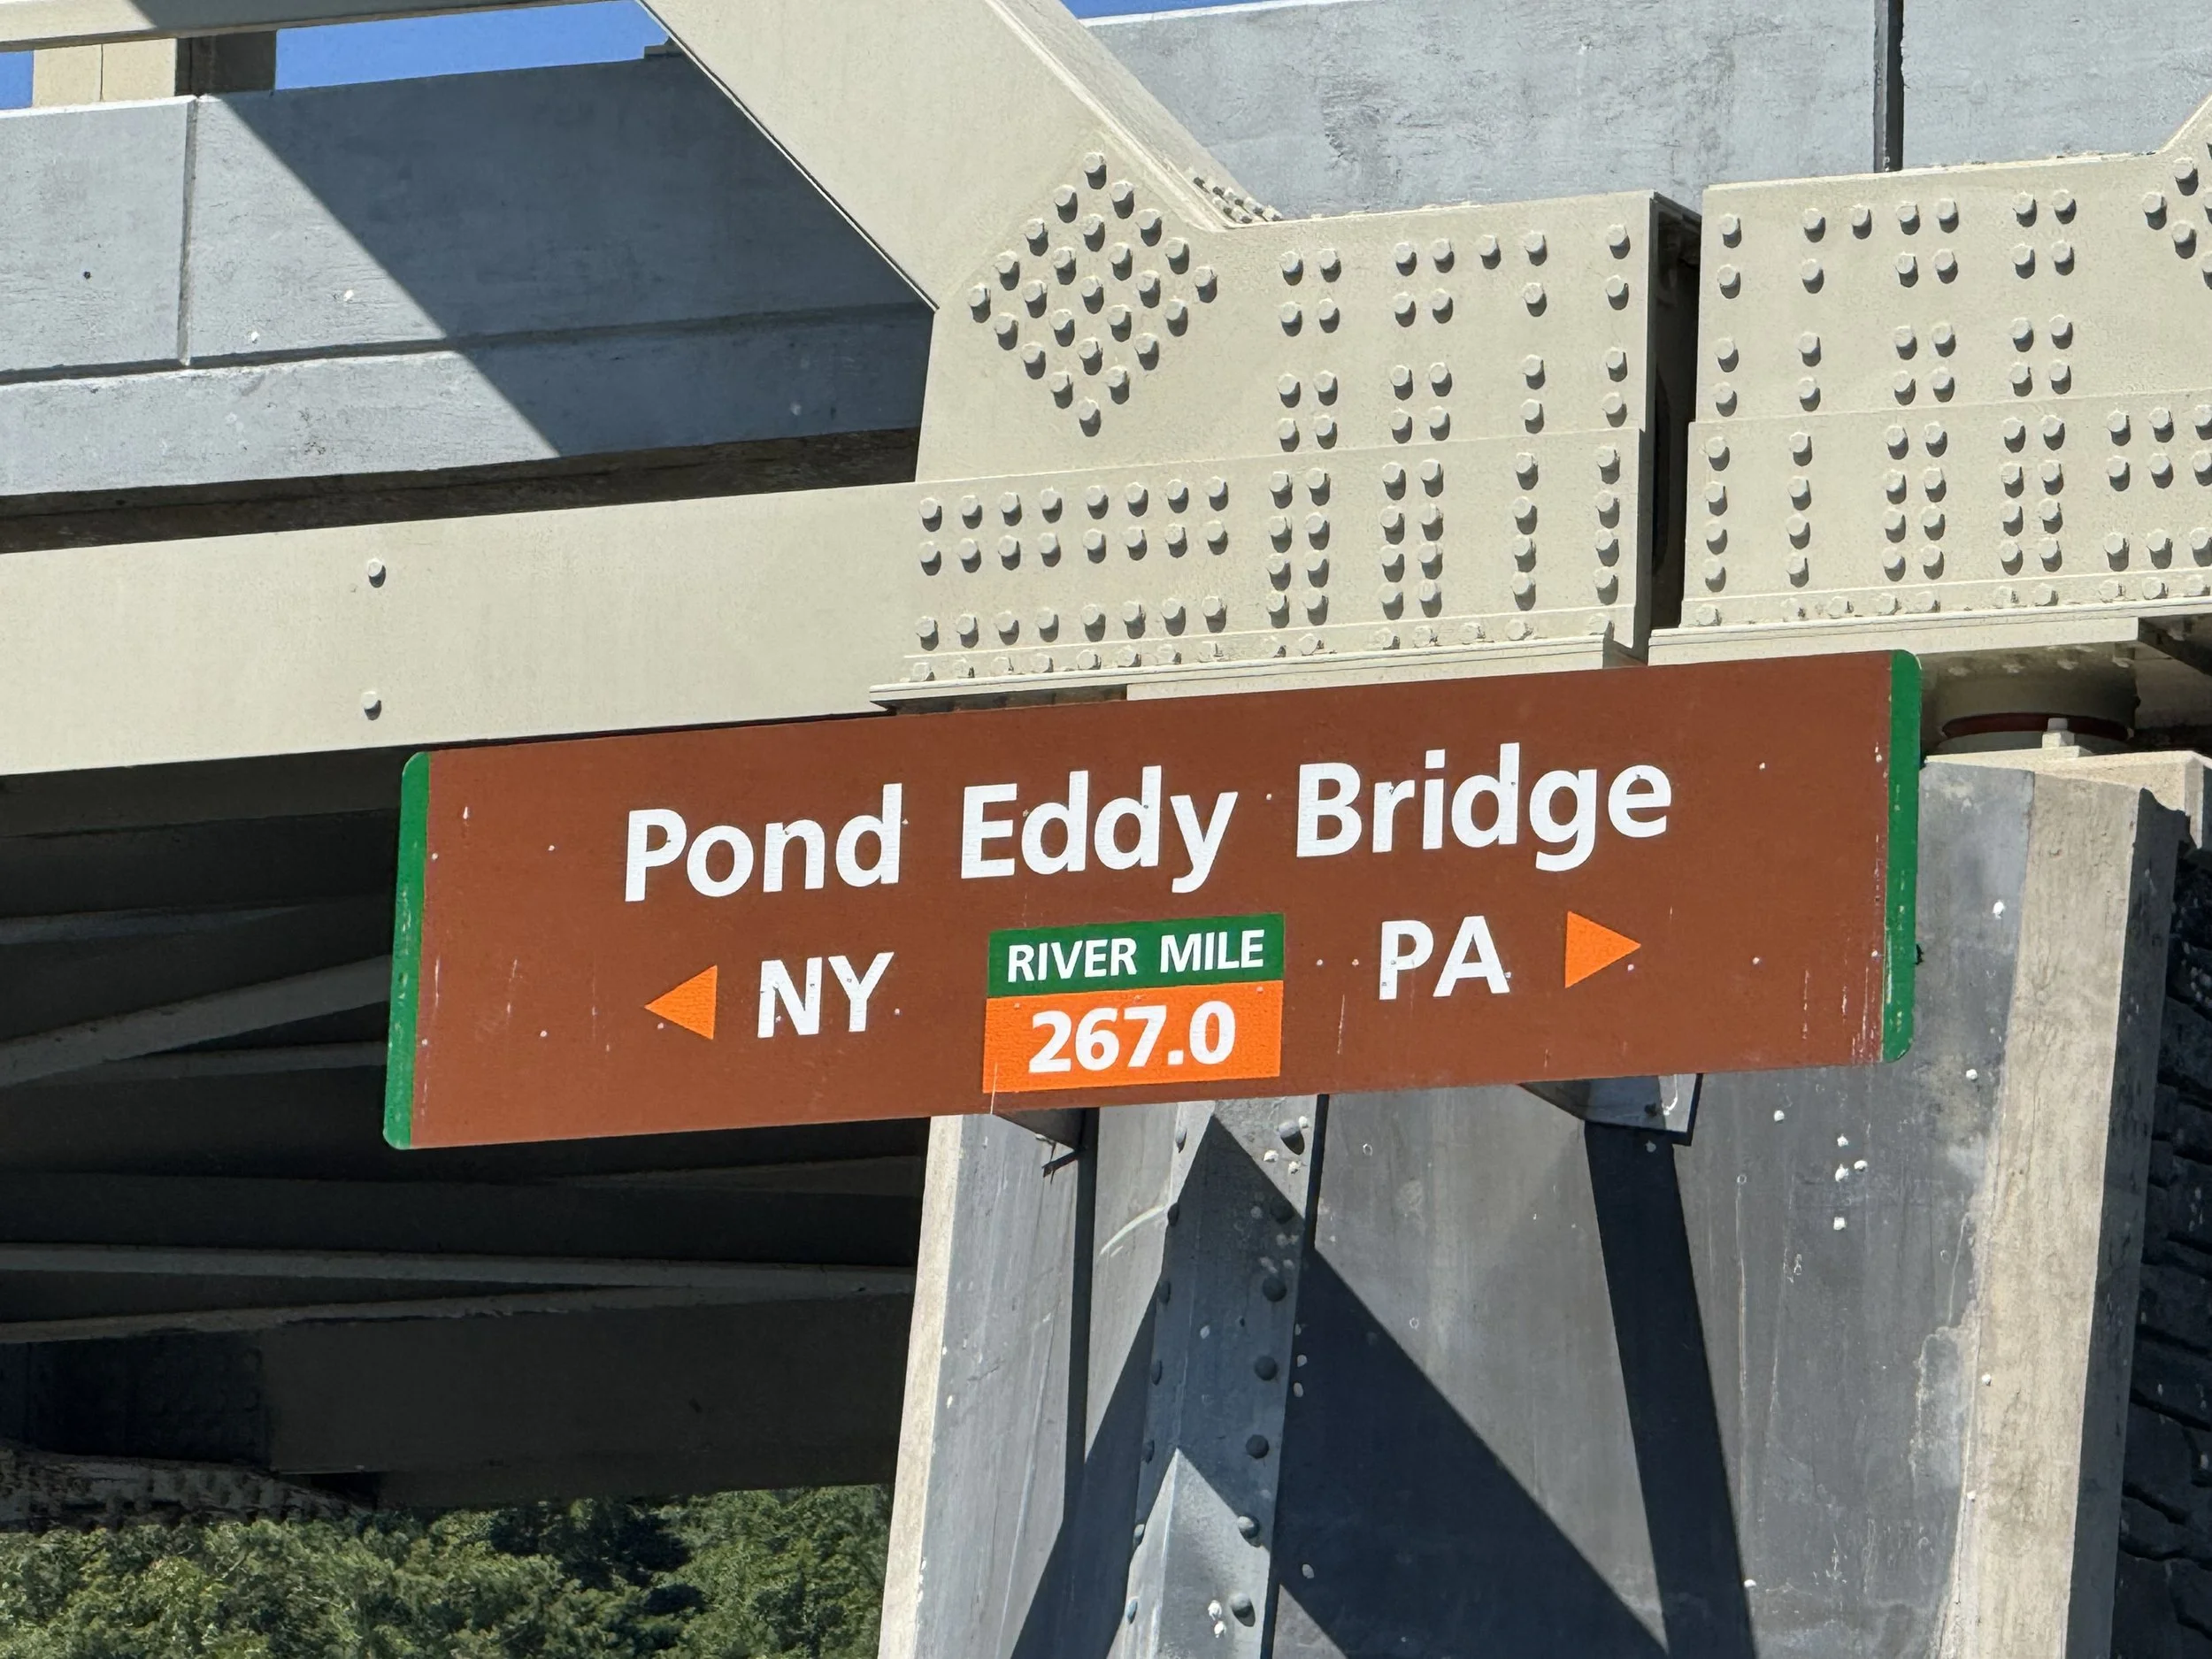 Pond Eddy Bridge
NY
RIVER MILE
267.0
PA